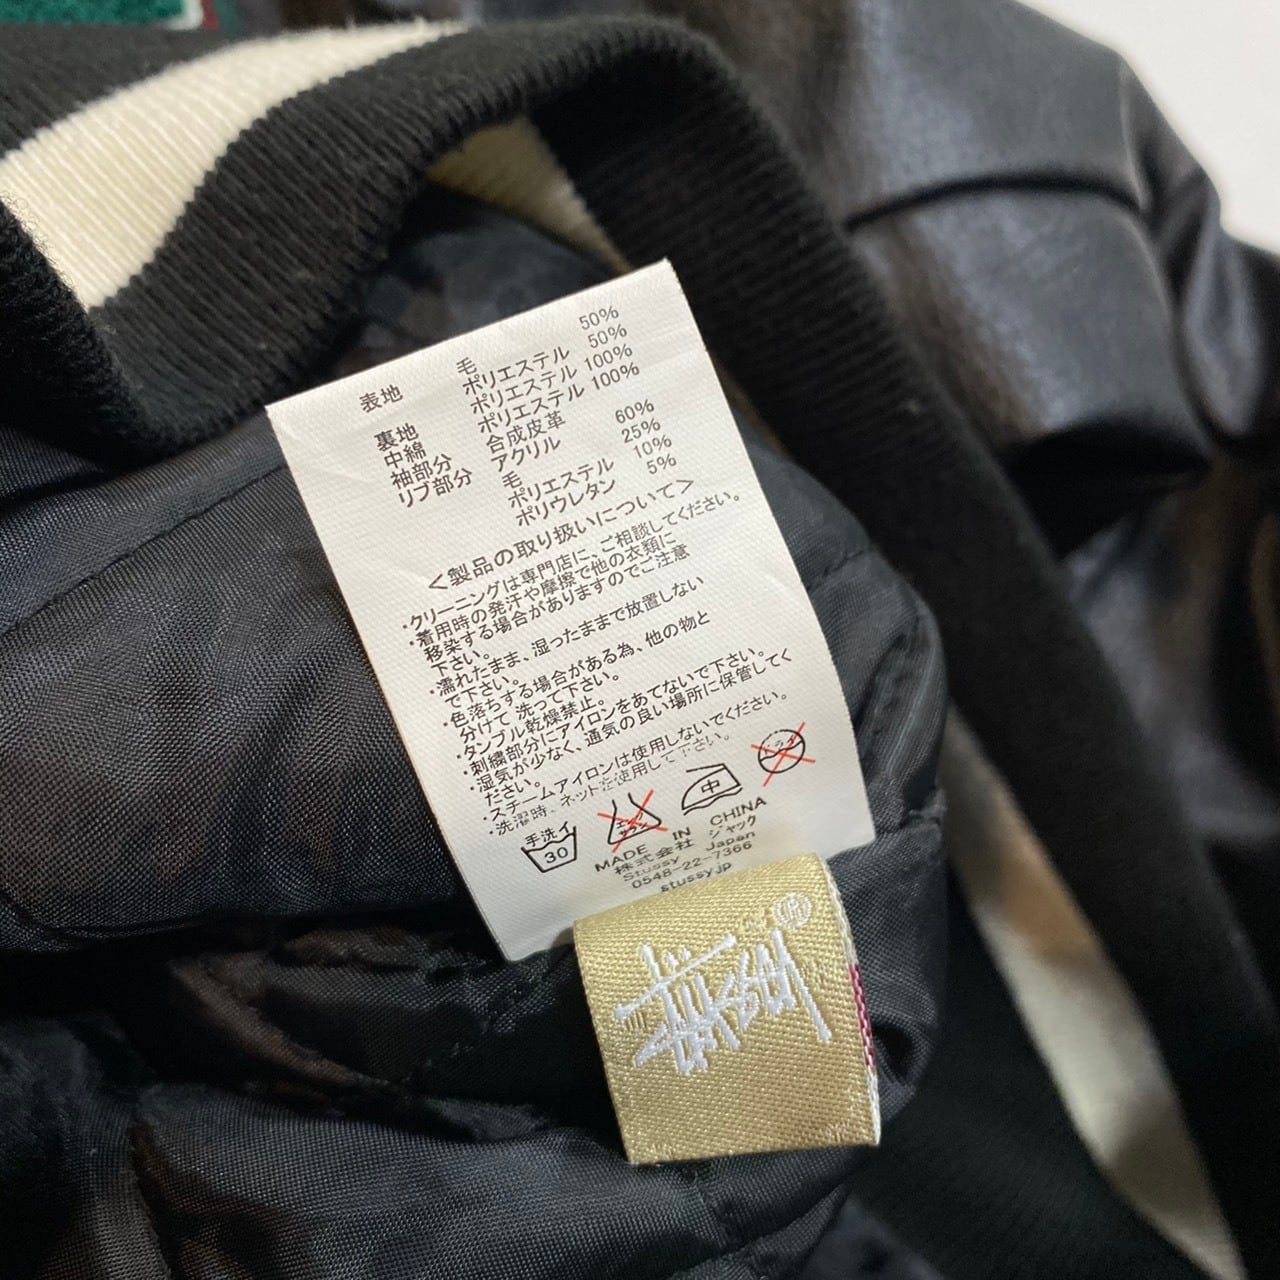 表地 毛 50%
ポリエステル 50%
裏地 ポリエステル 100%
中綿 ポリエステル 100%
袖部分 合成皮革
リブ部分 アクリル 60%
毛 25%
ポリエステル 10%
ポリウレタン 5%
<製品の取り扱いについて>
・クリーニングは専門店に、ご相談してください。
・着用時の発汗や摩擦で他の衣類に
移染する場合がありますのでご注意
下さい。
・濡れたまま、湿ったままで放置しない
で下さい。
・色落ちする場合がある為、他の物と
分けて、洗って下さい。
・タンブル乾燥禁止。
・刺繍部分にアイロンをあてないで下さい。
・湿気が少なく、通気の良い場所に保管してく
ださい。
・スチームアイロンは使用しないでください。
・洗濯時、ネットを使用して下さい。
手洗イ
30
エンソ
サラシ
中
ドライ
MADE IN CHINA
株式会社 ジャック
Stussy Japan
0548-22-7366
stussy.jp
Stüssy ®